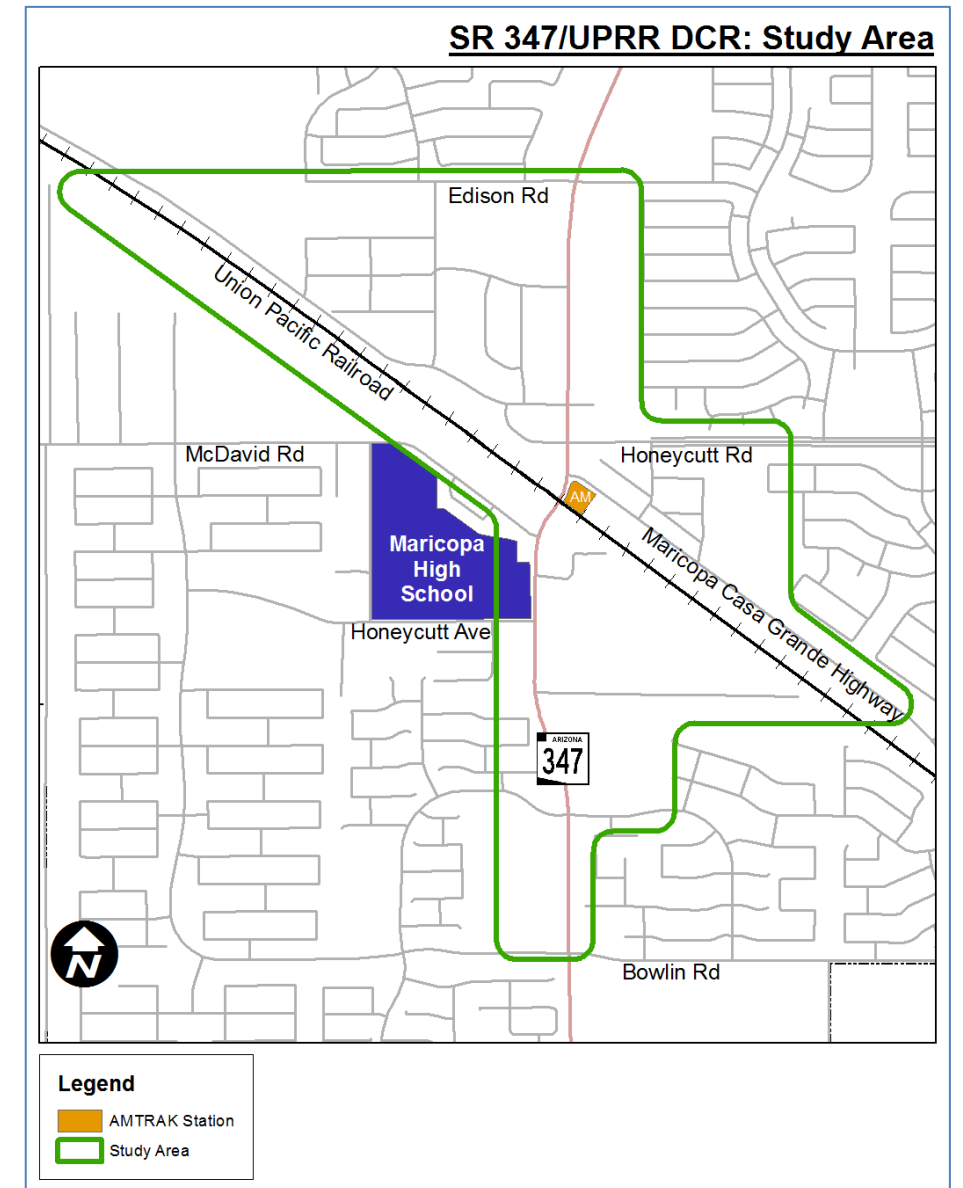 SR 347/UPRR DCR: Study Area
Edison Rd
Union Pacific Railroad
McDavid Rd
Honeycutt Rd
AM
Maricopa
High
School
Maricopa Casa Grande Highway
Honeycutt Ave
ARIZONA
347
N
Bowlin Rd
Legend
AMTRAK Station
Study Area